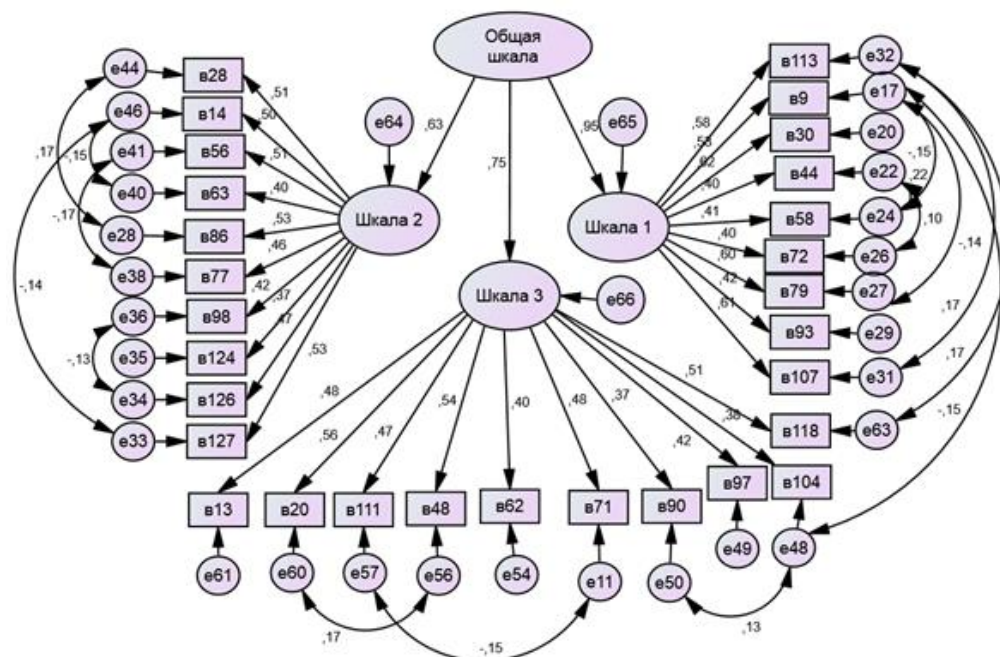 Общая
шкала
,63
,75
,95
e64
e65
Шкала 2
Шкала 1
Шкала 3
e66
e44
в28
,51
e46
в14
,50
e41
в56
,51
e40
в63
,40
e28
в86
,53
e38
в77
,46
e36
в98
,42
e35
в124
,37
e34
в126
,47
e33
в127
,53
,17
-,15
-,17
-,14
-,13
в113
e32
,58
в9
e17
,53
в30
e20
,62
в44
e22
,40
в58
e24
,41
в72
e26
,40
в79
e27
,60
в93
e29
,42
в107
e31
,61
в118
e63
-,15
,22
,10
-,14
,17
,17
-,15
,48
,56
,47
,54
,40
,48
,37
,42
,38
,51
в13
в20
в111
в48
в62
в71
в90
в97
в104
e61
e60
e57
e56
e54
e11
e50
e49
e48
,17
-,15
,13